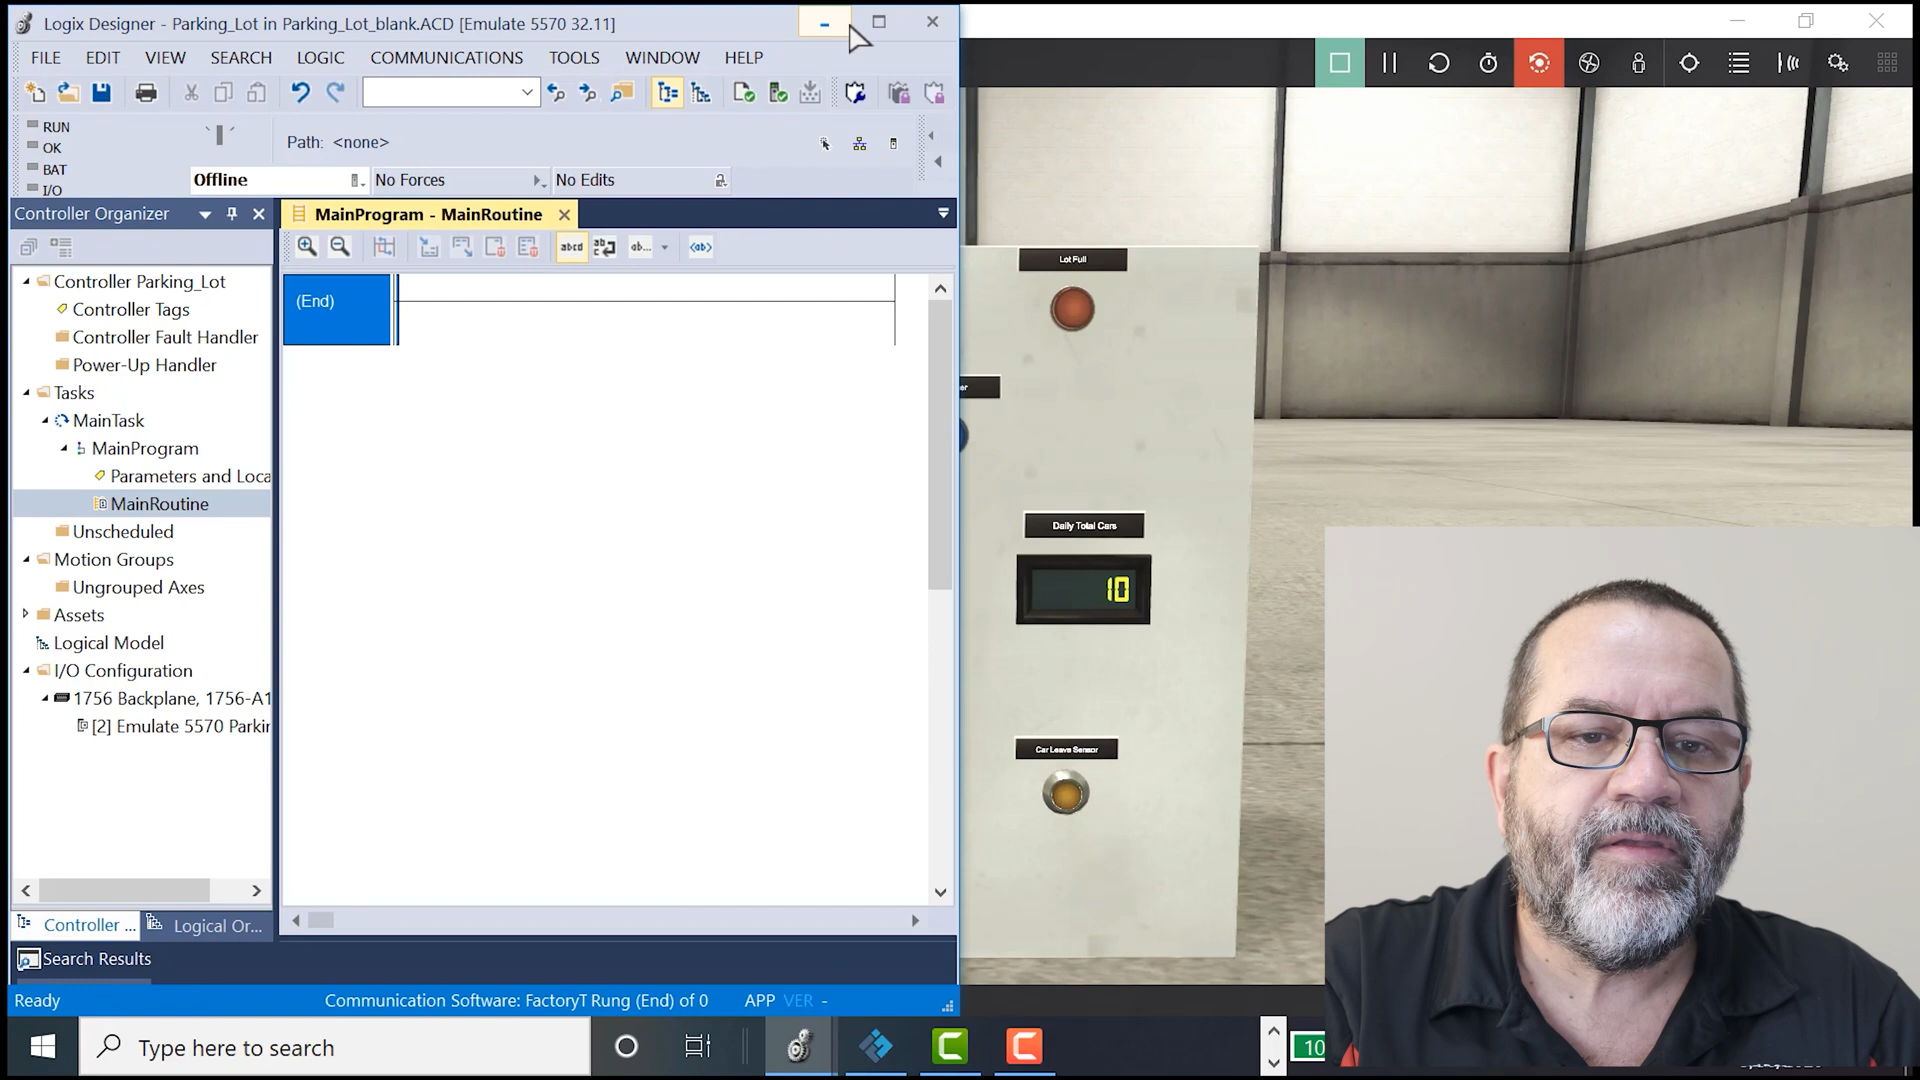 Logix Designer - Parking_Lot in Parking_Lot_blank.ACD [Emulate 5570 32.11]
FILE EDIT VIEW SEARCH LOGIC COMMUNICATIONS TOOLS WINDOW HELP
RUN
OK
BAT
I/O
Path: <none>
Offline
No Forces
No Edits
Controller Organizer
MainProgram - MainRoutine
abcd
ab...
<ab>
(End)
Controller Parking_Lot
Controller Tags
Controller Fault Handler
Power-Up Handler
Tasks
MainTask
MainProgram
Parameters and Loca
MainRoutine
Unscheduled
Motion Groups
Ungrouped Axes
Assets
Logical Model
I/O Configuration
1756 Backplane, 1756-A1
[2] Emulate 5570 Parkin
Controller ...
Logical Or...
Search Results
Ready
Communication Software: FactoryT Rung (End) of 0
APP VER
Type here to search
Lot Full
er
Daily Total Cars
10
Car Leave Sensor
10